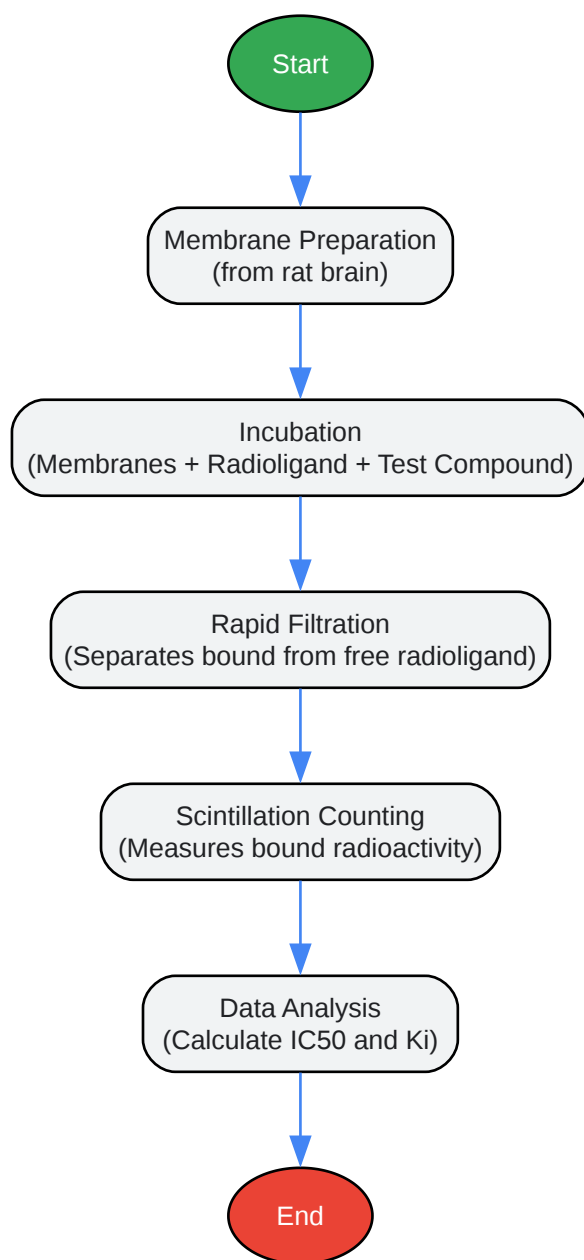 Start
Membrane Preparation
(from rat brain)
Incubation
(Membranes + Radioligand + Test Compound)
Rapid Filtration
(Separates bound from free radioligand)
Scintillation Counting
(Measures bound radioactivity)
Data Analysis
(Calculate IC50 and Ki)
End